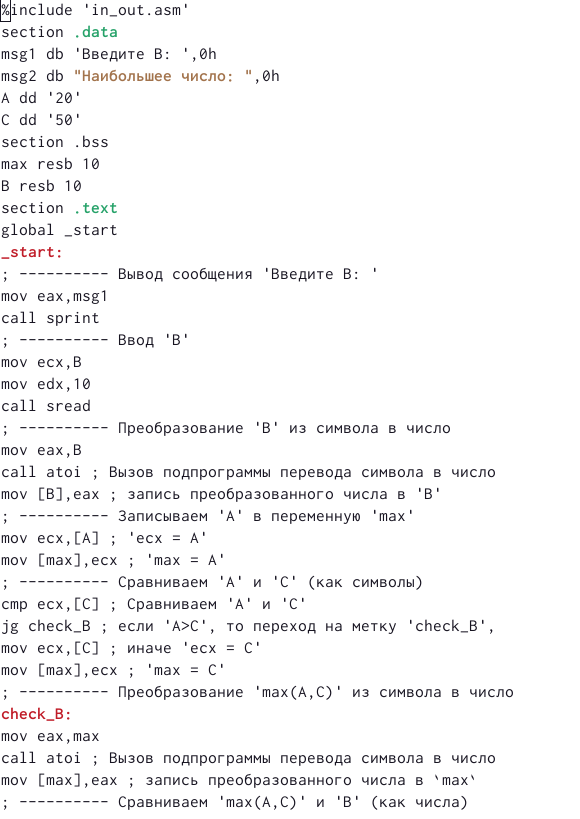 %include 'in_out.asm'
section .data
msg1 db 'Введите B: ',0h
msg2 db "Наибольшее число: ",0h
A dd '20'
C dd '50'
section .bss
max resb 10
B resb 10
section .text
global _start
_start:
; ---------- Вывод сообщения 'Введите B: '
mov eax,msg1
call sprint
; ---------- Ввод 'B'
mov ecx,B
mov edx,10
call sread
; ---------- Преобразование 'B' из символа в число
mov eax,B
call atoi ; Вызов подпрограммы перевода символа в число
mov [B],eax ; запись преобразованного числа в 'B'
; ---------- Записываем 'A' в переменную 'max'
mov ecx,[A] ; 'ecx = A'
mov [max],ecx ; 'max = A'
; ---------- Сравниваем 'A' и 'С' (как символы)
cmp ecx,[C] ; Сравниваем 'A' и 'С'
jg check_B ; если 'A>C', то переход на метку 'check_B',
mov ecx,[C] ; иначе 'ecx = C'
mov [max],ecx ; 'max = C'
; ---------- Преобразование 'max(A,C)' из символа в число
check_B:
mov eax,max
call atoi ; Вызов подпрограммы перевода символа в число
mov [max],eax ; запись преобразованного числа в `max`
; ---------- Сравниваем 'max(A,C)' и 'B' (как числа)